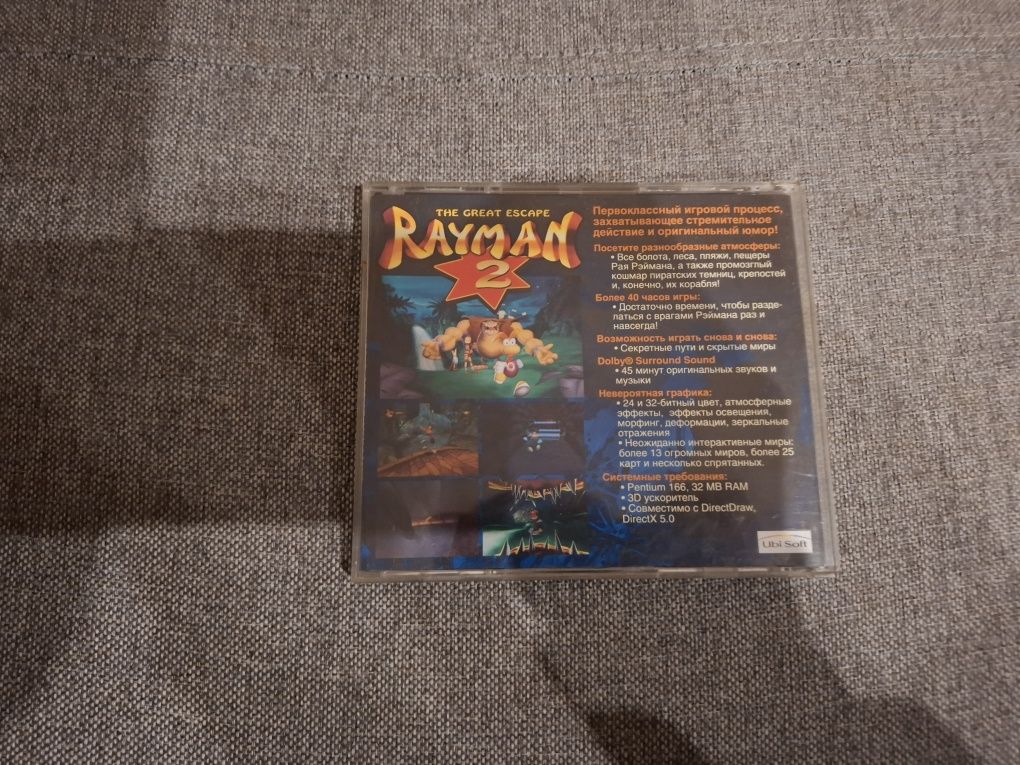 THE GREAT ESCAPE
RAYMAN
2
Первоклассный игровой процесс,
захватывающее стремительное
действие и оригинальный юмор!
Посетите разнообразные атмосферы:
• Все болота, леса, пляжи, пещеры
Рая Рэймана, а также промозглый
кошмар пиратских темниц, крепостей
и, конечно, их корабля!
Более 40 часов игры:
• Достаточно времени, чтобы разде-
латься с врагами Рэймана раз и
навсегда!
Возможность играть снова и снова:
• Секретные пути и скрытые миры
Dolby® Surround Sound
• 45 минут оригинальных звуков и
музыки
Невероятная графика:
• 24 и 32-битный цвет, атмосферные
эффекты, эффекты освещения,
морфинг, деформации, зеркальные
отражения
• Неожиданно интерактивные миры:
более 13 огромных миров, более 25
карт и несколько спрятанных.
Системные требования:
• Pentium 166, 32 MB RAM
• 3D ускоритель
• Совместимо с DirectDraw,
DirectX 5.0
Ubi Soft